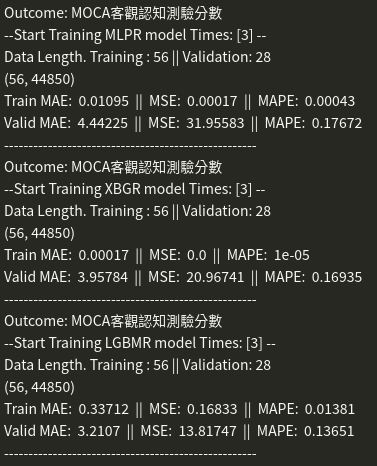 Outcome: MOCA客觀認知測驗分數
--Start Training MLPR model Times: [3] --
Data Length. Training : 56 || Validation: 28
(56, 44850)
Train MAE:  0.01095  ||  MSE:  0.00017  ||  MAPE:  0.00043
Valid MAE:  4.44225  ||  MSE:  31.95583  ||  MAPE:  0.17672
----------------------------------------------------
Outcome: MOCA客觀認知測驗分數
--Start Training XBGR model Times: [3] --
Data Length. Training : 56 || Validation: 28
(56, 44850)
Train MAE:  0.00017  ||  MSE:  0.0  ||  MAPE:  1e-05
Valid MAE:  3.95784  ||  MSE:  20.96741  ||  MAPE:  0.16935
----------------------------------------------------
Outcome: MOCA客觀認知測驗分數
--Start Training LGBMR model Times: [3] --
Data Length. Training : 56 || Validation: 28
(56, 44850)
Train MAE:  0.33712  ||  MSE:  0.16833  ||  MAPE:  0.01381
Valid MAE:  3.2107  ||  MSE:  13.81747  ||  MAPE:  0.13651
----------------------------------------------------